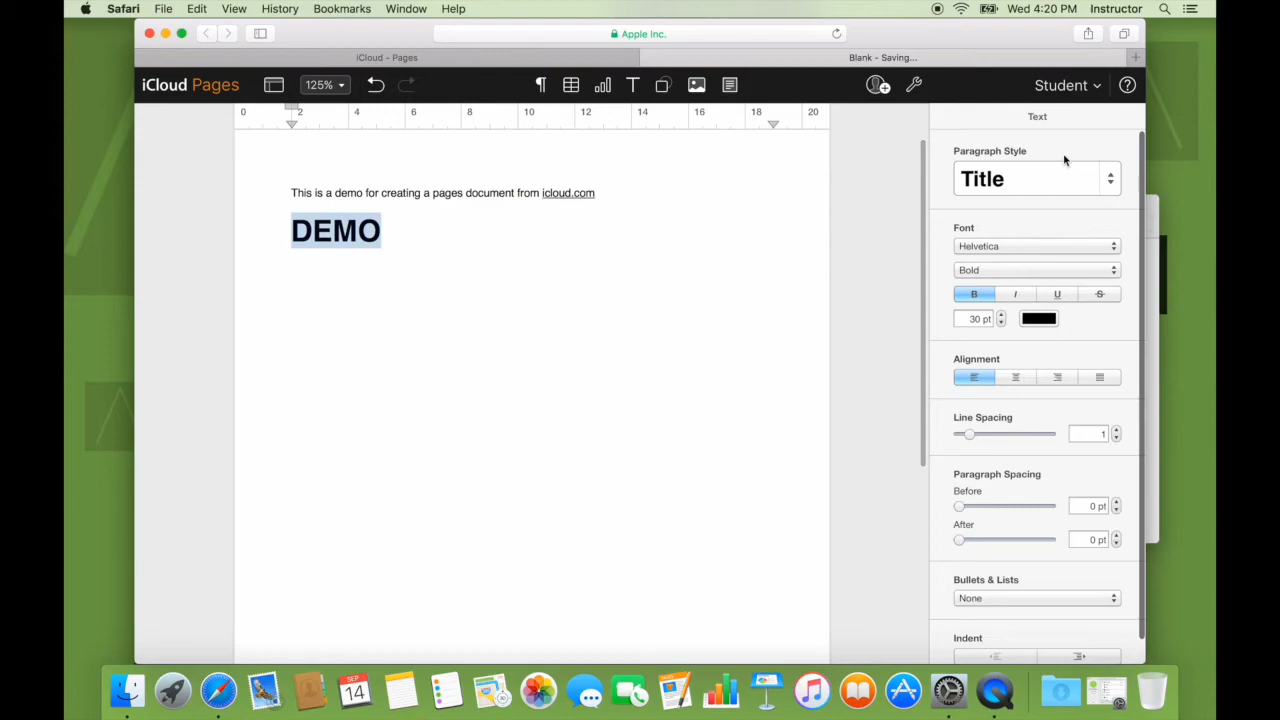 Safari File Edit View History Bookmarks Window Help Wed 4:20 PM Instructor
Apple Inc.
iCloud - Pages Blank - Saving...
iCloud Pages 125% Student
0 2 4 6 8 10 12 14 16 18 20
Text
Paragraph Style
Title
This is a demo for creating a pages document from icloud.com
DEMO
Font
Helvetica
Bold
B I U S
30 pt
Alignment
Line Spacing
1
Paragraph Spacing
Before
0 pt
After
0 pt
Bullets & Lists
None
Indent
SEP
14